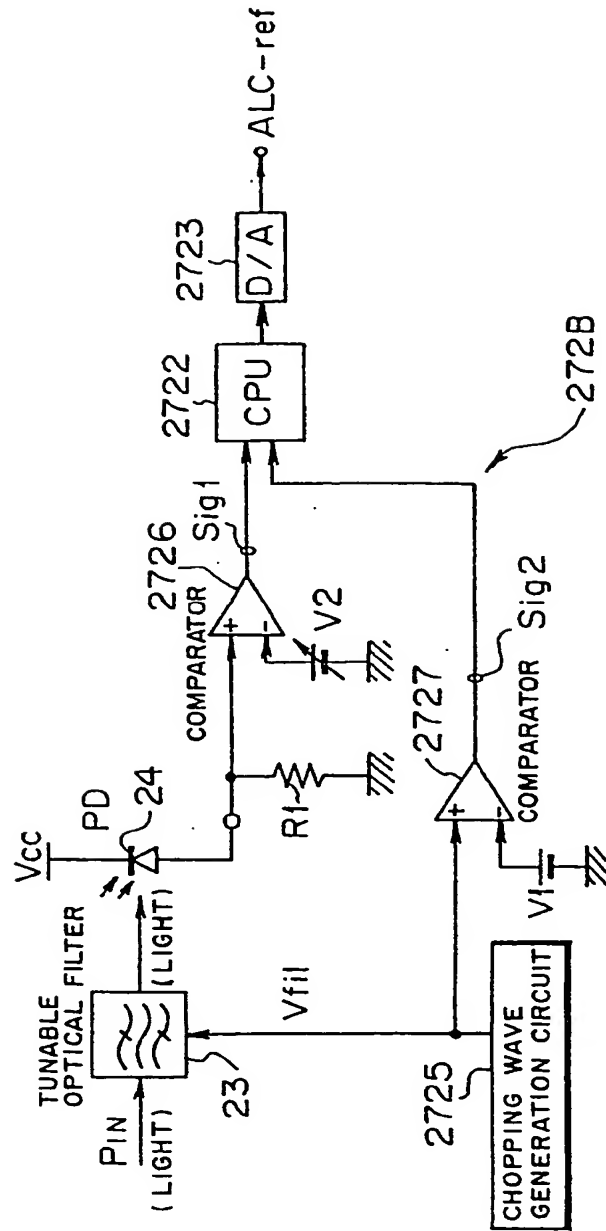 TUNABLE
OPTICAL FILTER
PIN
(LIGHT)
23
(LIGHT)
Vcc
PD
24
R1
COMPARATOR
2726
+
-
V2
Sig1
2722
CPU
2723
D/A
ALC-ref
Vfil
2725
CHOPPING WAVE
GENERATION CIRCUIT
V1
+
-
2727
COMPARATOR
Sig2
272B